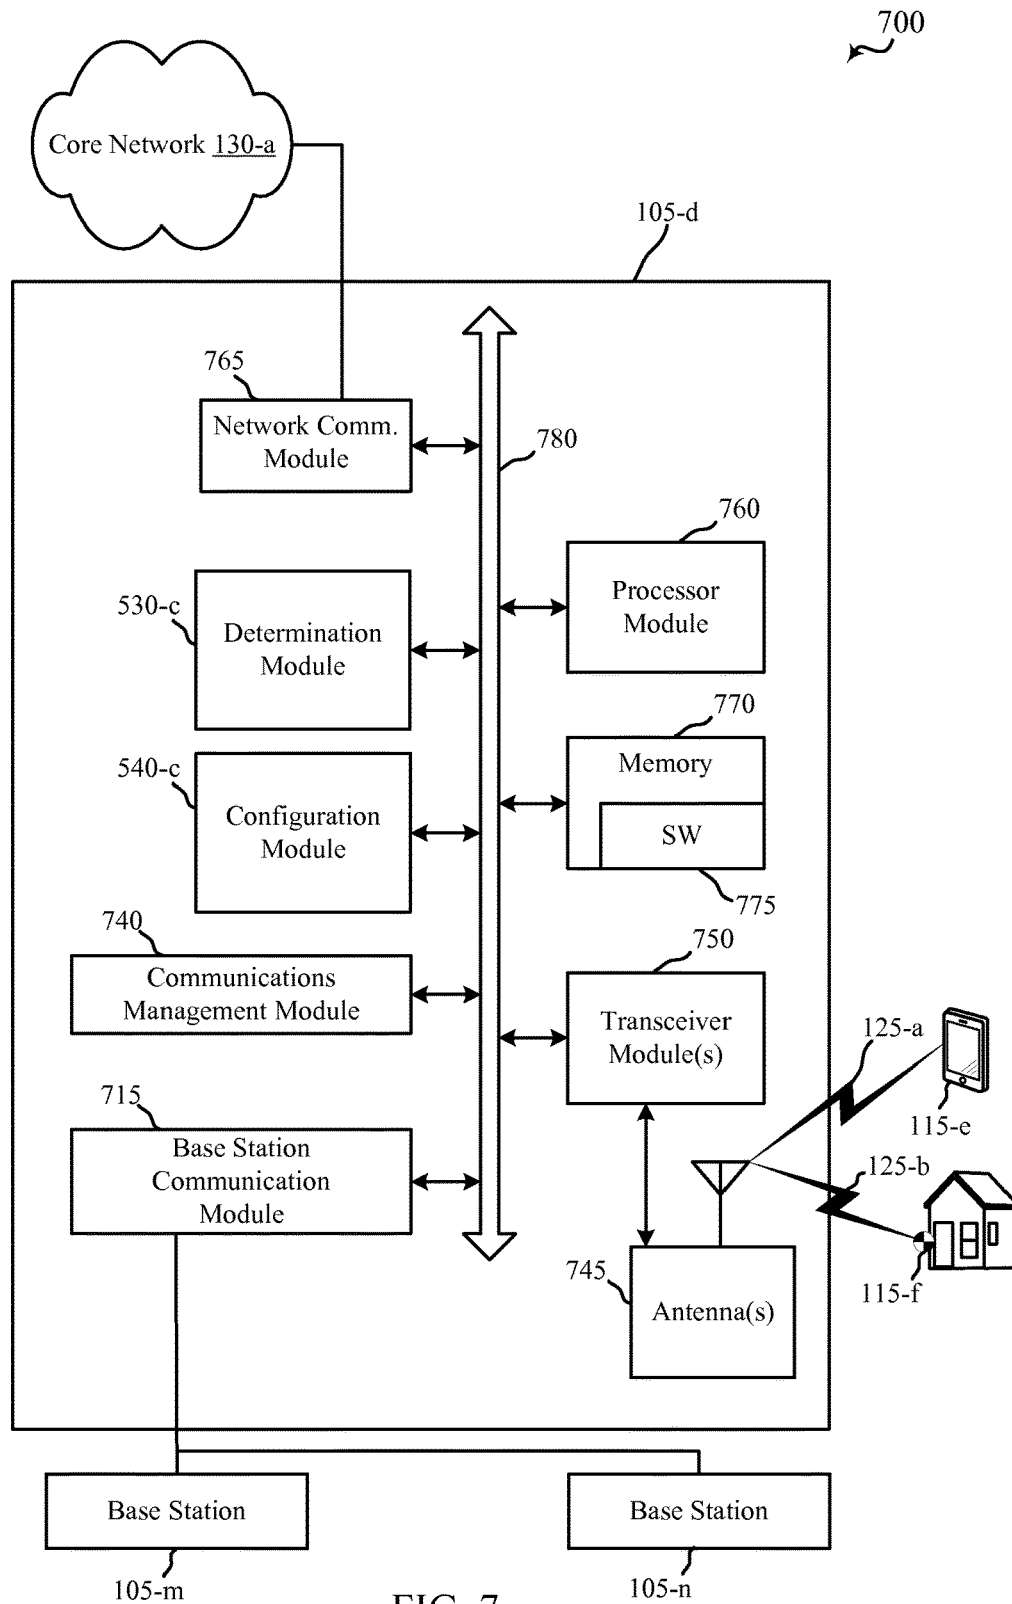 700
Core Network 130-a
105-d
765
Network Comm.
Module
780
760
Processor
Module
530-c
Determination
Module
770
Memory
SW
775
540-c
Configuration
Module
740
Communications
Management Module
750
Transceiver
Module(s)
125-a
115-e
715
Base Station
Communication
Module
125-b
115-f
745
Antenna(s)
Base Station
105-m
Base Station
105-n
FIG. 7